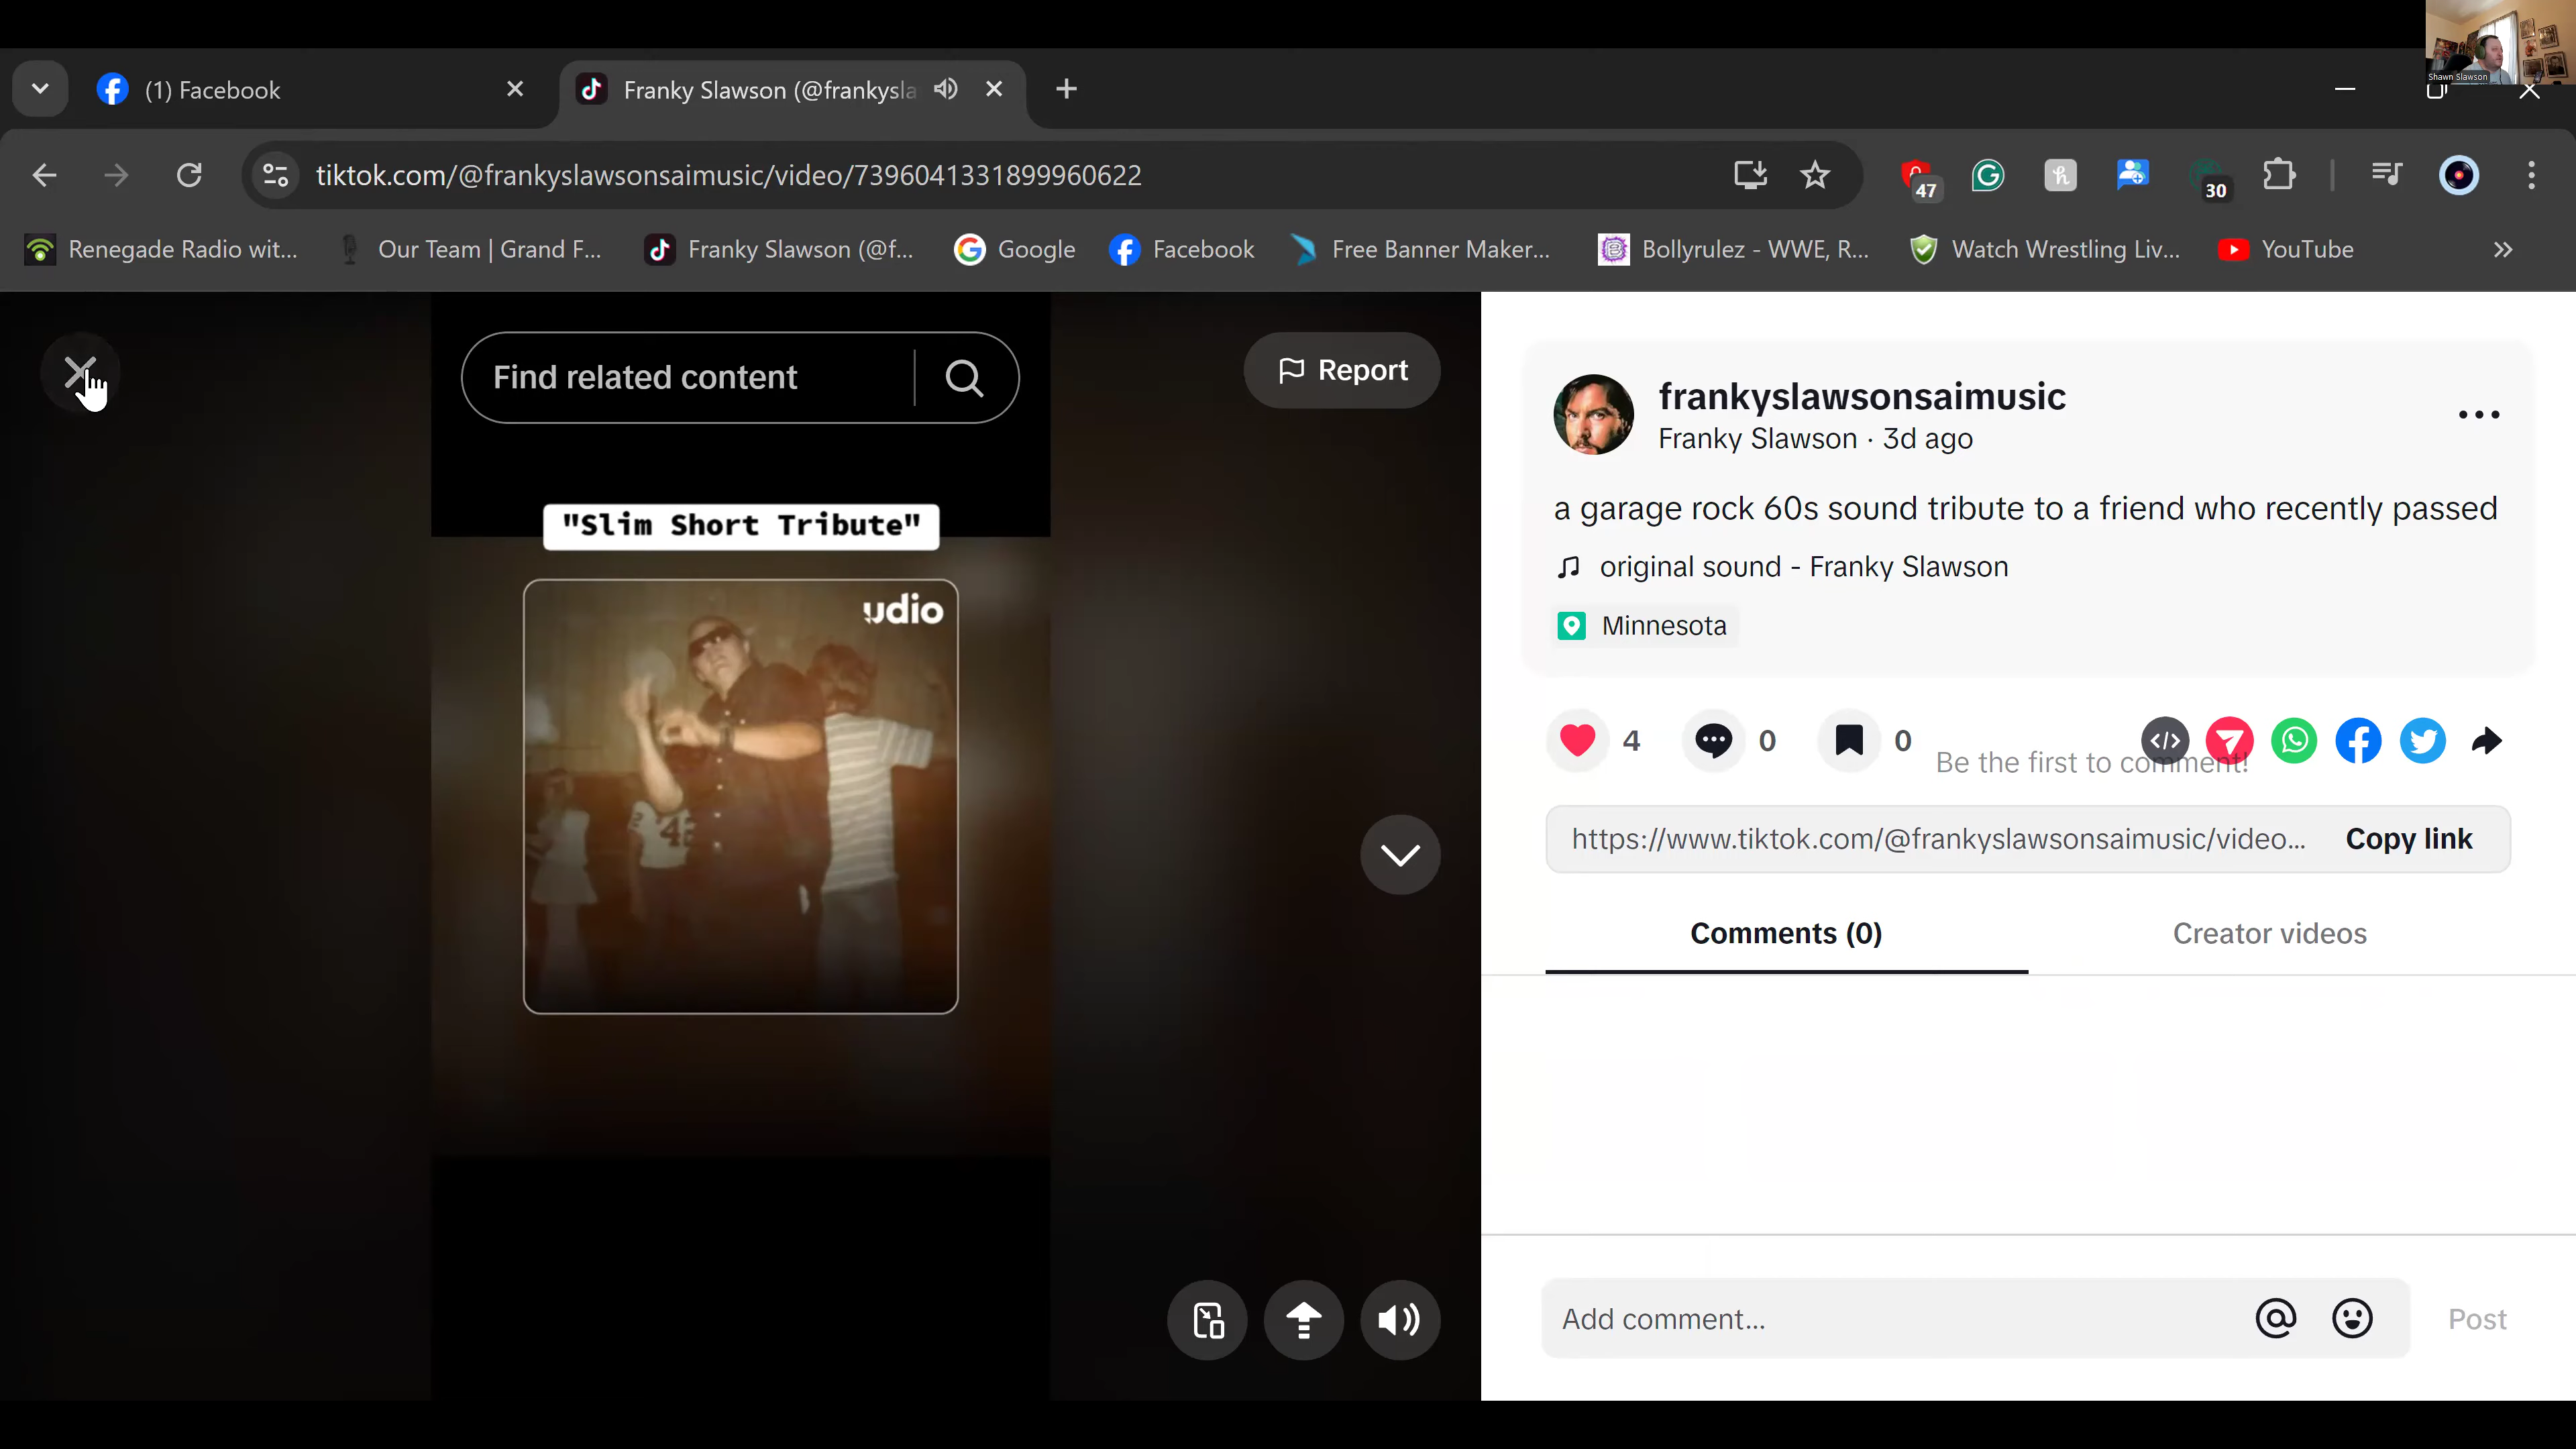 Shawn Slawson
(1) Facebook
Franky Slawson (@frankysla
tiktok.com/@frankyslawsonsaimusic/video/7396041331899960622
47
30
Renegade Radio wit...
Our Team | Grand F...
Franky Slawson (@f...
Google
Facebook
Free Banner Maker...
Bollyrulez - WWE, R...
Watch Wrestling Liv...
YouTube
Find related content
Report
"Slim Short Tribute"
udio
4
frankyslawsonsaimusic
Franky Slawson · 3d ago
a garage rock 60s sound tribute to a friend who recently passed
original sound - Franky Slawson
Minnesota
4
0
0
Be the first to comment!
https://www.tiktok.com/@frankyslawsonsaimusic/video...
Copy link
Comments (0)
Creator videos
Add comment...
Post